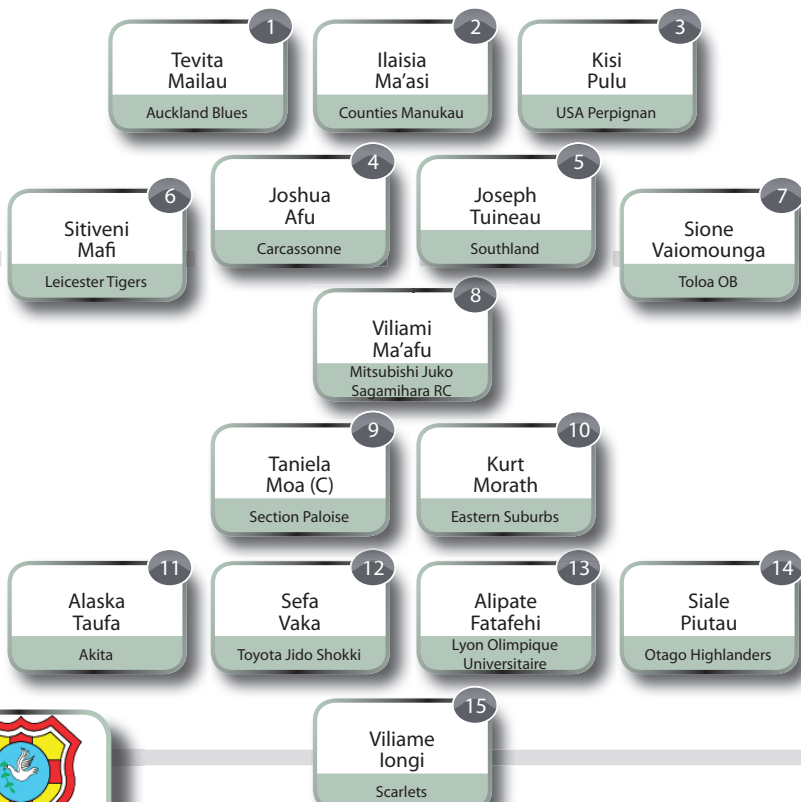 1
Tevita
Mailau
Auckland Blues
2
Ilaisia
Ma'asi
Counties Manukau
3
Kisi
Pulu
USA Perpignan
4
Joshua
Afu
Carcassonne
5
Joseph
Tuineau
Southland
6
Sitiveni
Mafi
Leicester Tigers
7
Sione
Vaiomounga
Toloa OB
8
Viliami
Ma'afu
Mitsubishi Juko
Sagamihara RC
9
Taniela
Moa (C)
Section Paloise
10
Kurt
Morath
Eastern Suburbs
11
Alaska
Taufa
Akita
12
Sefa
Vaka
Toyota Jido Shokki
13
Alipate
Fatafehi
Lyon Olimpique
Universitaire
14
Siale
Piutau
Otago Highlanders
15
Viliame
Iongi
Scarlets